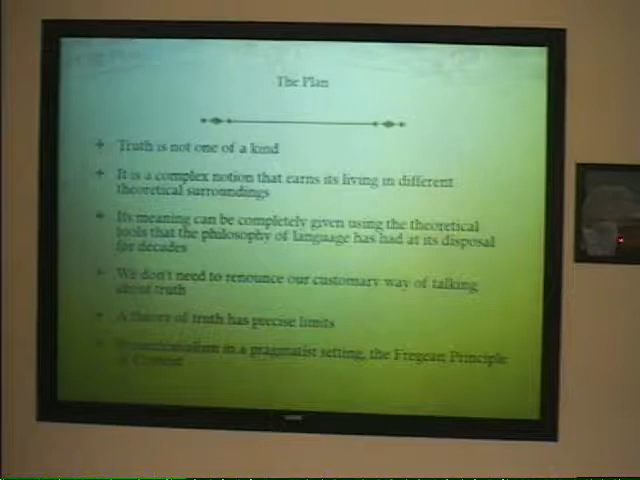 The Plan
Truth is not one of a kind
It is a complex notion that earns its living in different
theoretical surroundings
Its meaning can be completely given using the theoretical
tools that the philosophy of language has had at its disposal
for decades
We don't need to renounce our customary way of talking
about truth
A theory of truth has precise limits
in a pragmatist setting, the Fregean Principle
of Context